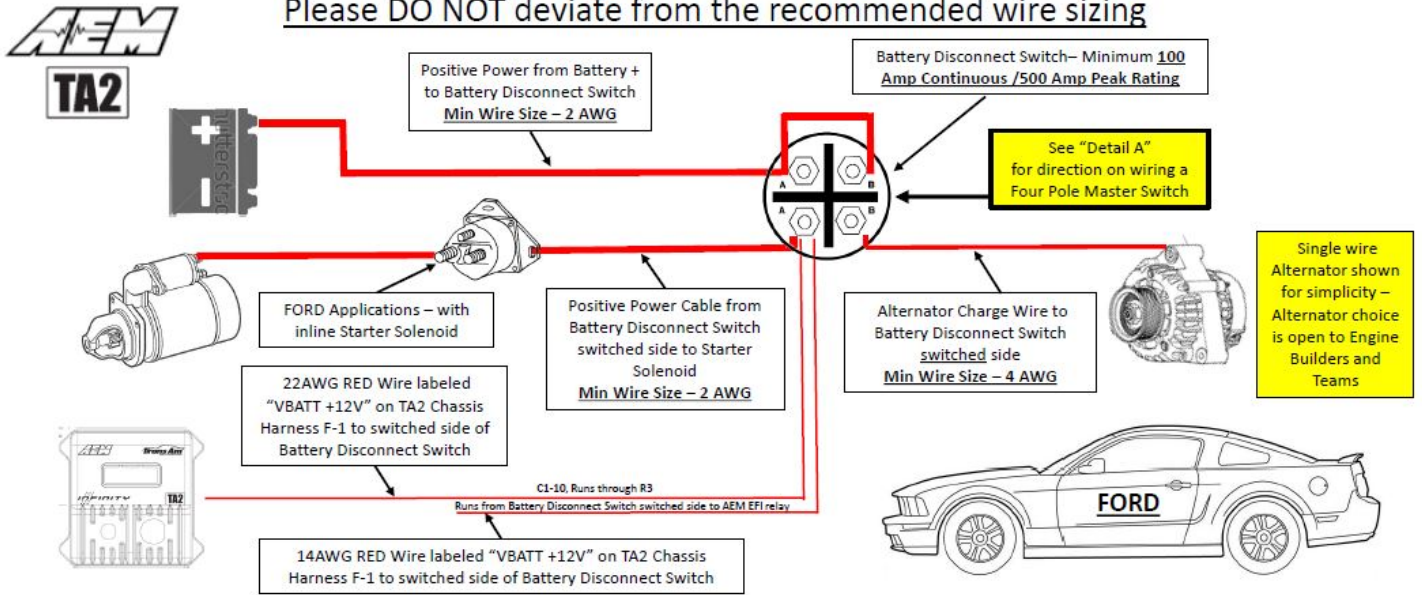 Please DO NOT deviate from the recommended wire sizing
AEM
TA2
Positive Power from Battery +
to Battery Disconnect Switch
Min Wire Size – 2 AWG
Battery Disconnect Switch– Minimum 100
Amp Continuous /500 Amp Peak Rating
See “Detail A”
for direction on wiring a
Four Pole Master Switch
A
B
A
B
FORD Applications – with
inline Starter Solenoid
Positive Power Cable from
Battery Disconnect Switch
switched side to Starter
Solenoid
Min Wire Size – 2 AWG
Alternator Charge Wire to
Battery Disconnect Switch
switched side
Min Wire Size – 4 AWG
Single wire
Alternator shown
for simplicity –
Alternator choice
is open to Engine
Builders and
Teams
22AWG RED Wire labeled
“VBATT +12V” on TA2 Chassis
Harness F-1 to switched side of
Battery Disconnect Switch
AEM
Trans Am
INFINITY
TA2
C1-10, Runs through R3
Runs from Battery Disconnect Switch switched side to AEM EFI relay
14AWG RED Wire labeled “VBATT +12V” on TA2 Chassis
Harness F-1 to switched side of Battery Disconnect Switch
FORD